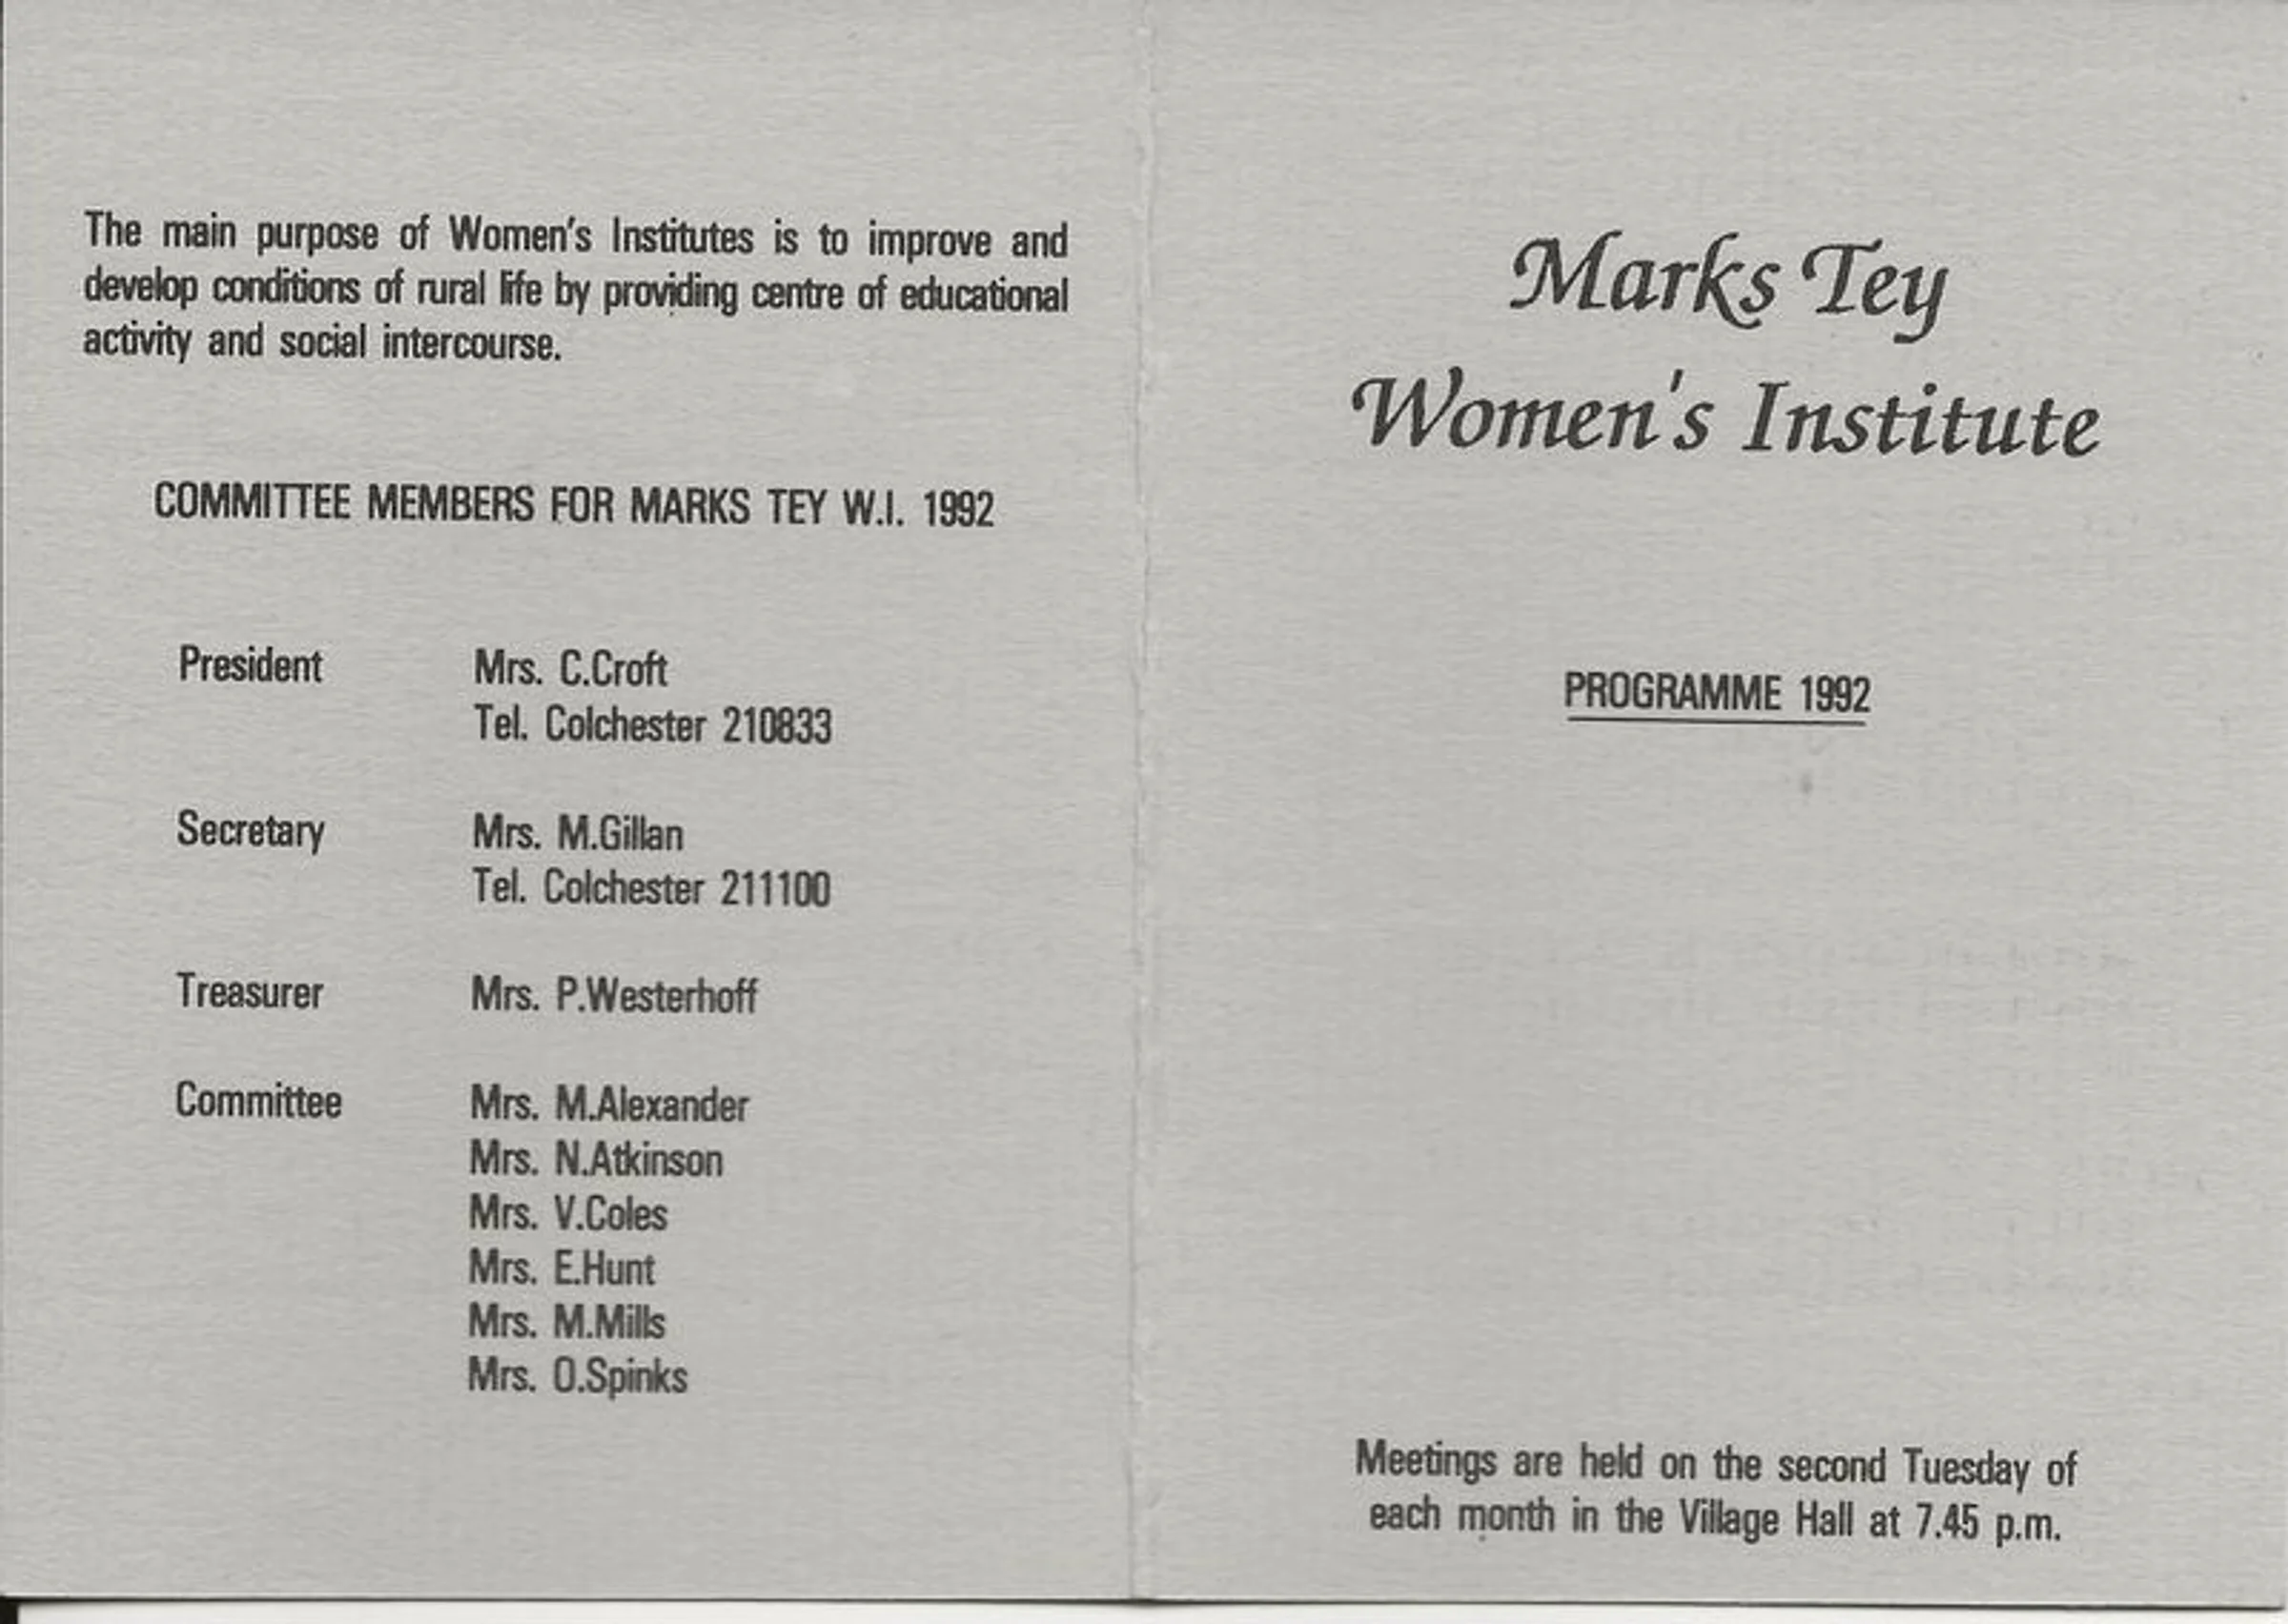 The main purpose of Women's Institutes is to improve and
develop conditions of rural life by providing centre of educational
activity and social intercourse.
COMMITTEE MEMBERS FOR MARKS TEY W.I. 1992
President Mrs. C.Croft
Tel. Colchester 210833
Secretary Mrs. M.Gillan
Tel. Colchester 211100
Treasurer Mrs. P.Westerhoff
Committee Mrs. M.Alexander
Mrs. N.Atkinson
Mrs. V.Coles
Mrs. E.Hunt
Mrs. M.Mills
Mrs. O.Spinks
Marks Tey
Women's Institute
PROGRAMME 1992
Meetings are held on the second Tuesday of
each month in the Village Hall at 7.45 p.m.